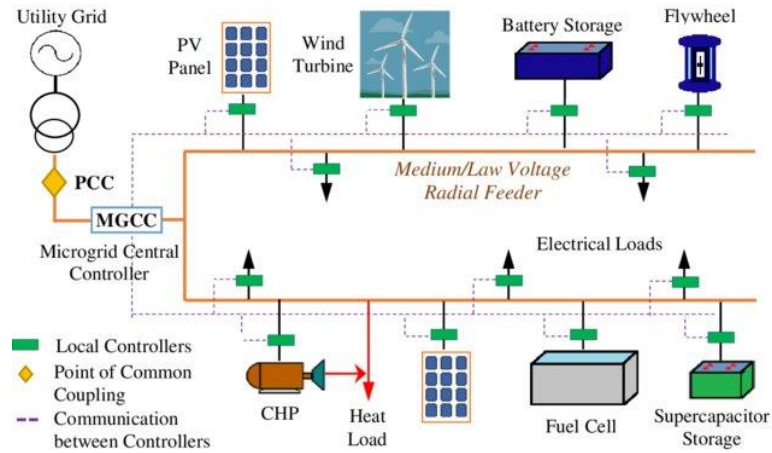 Utility Grid
PV
Panel
Wind
Turbine
Battery Storage
Flywheel
PCC
MGCC
Microgrid Central
Controller
Medium/Law Voltage
Radial Feeder
Electrical Loads
Local Controllers
Point of Common
Coupling
Communication
between Controllers
CHP
Heat
Load
Fuel Cell
Supercapacitor
Storage